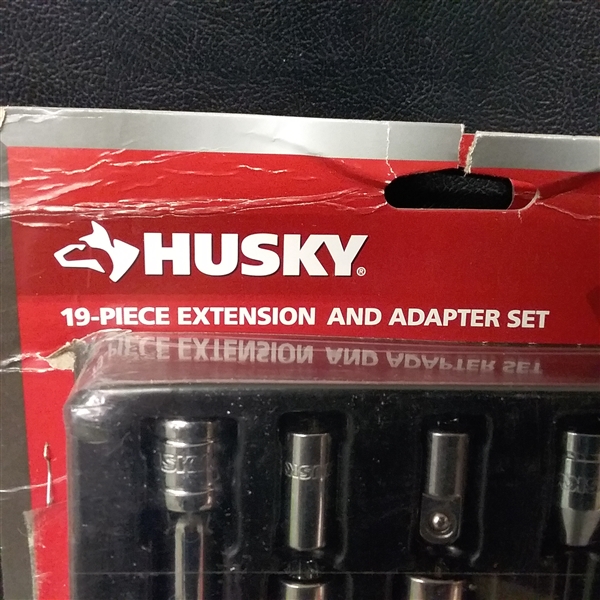 HUSKY®
19-PIECE EXTENSION AND ADAPTER SET